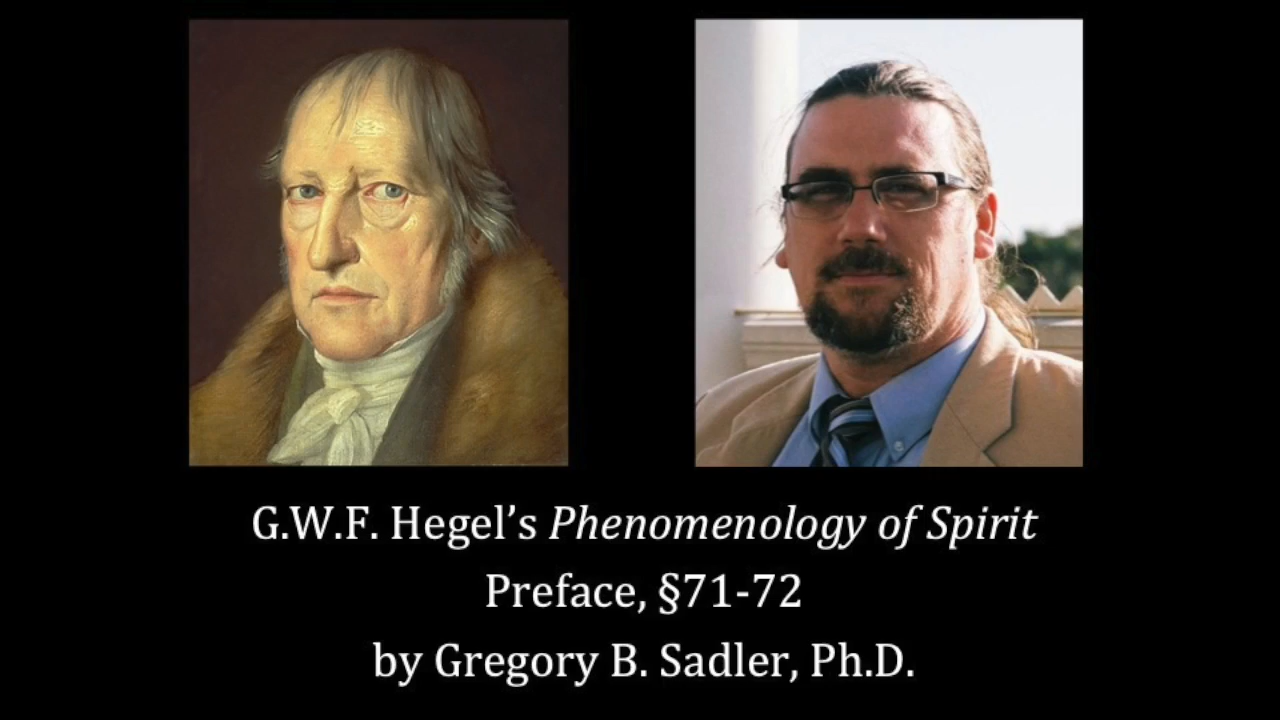 G.W.F. Hegel’s Phenomenology of Spirit
Preface, §71-72
by Gregory B. Sadler, Ph.D.